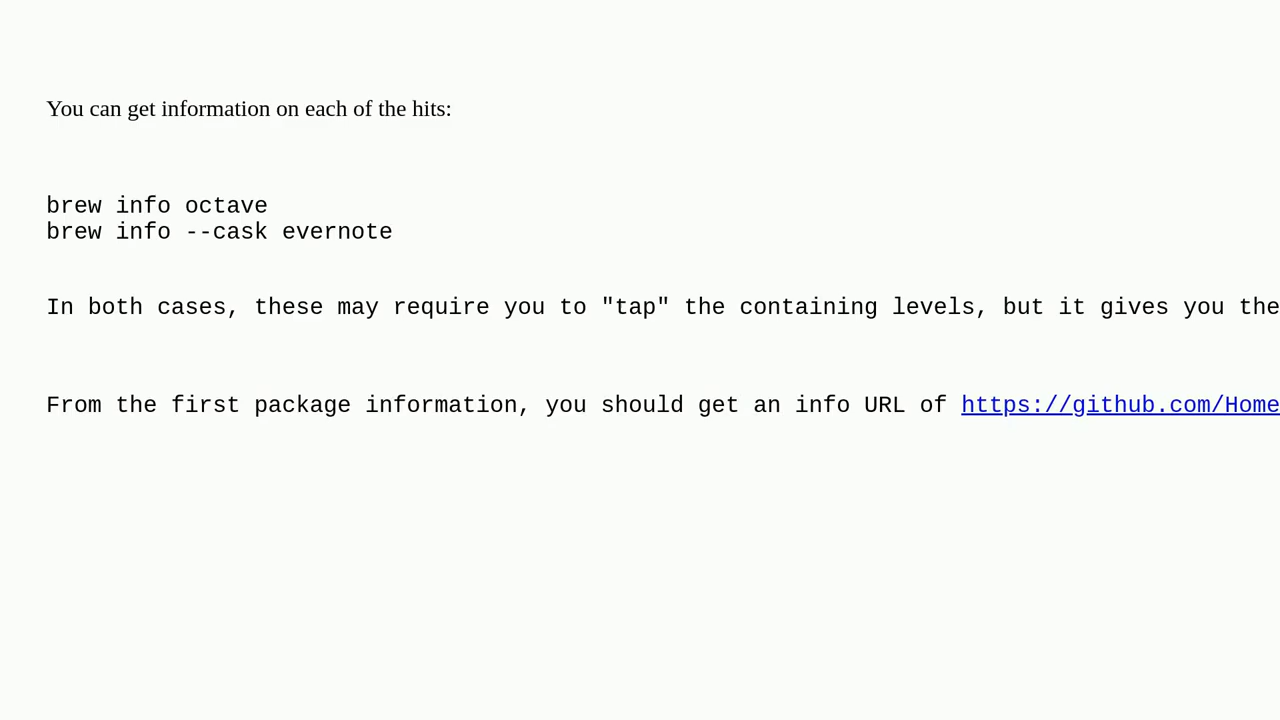 You can get information on each of the hits:
brew info octave
brew info --cask evernote
In both cases, these may require you to "tap" the containing levels, but it gives you the
From the first package information, you should get an info URL of https://github.com/Home